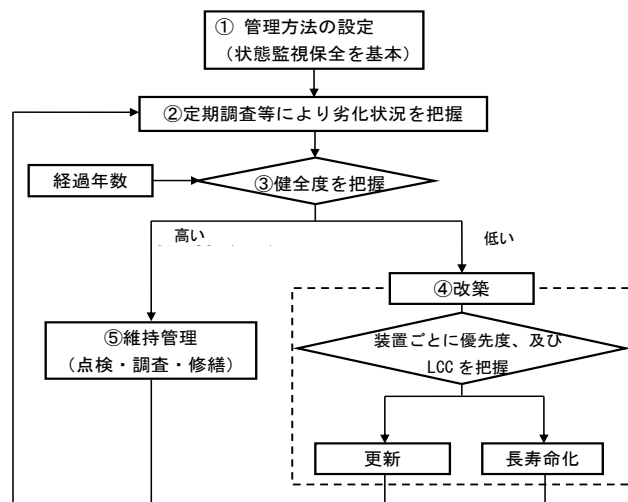 ① 管理方法の設定
（状態監視保全を基本）
②定期調査等により劣化状況を把握
経過年数
③健全度を把握
高い
低い
④改築
⑤維持管理
（点検・調査・修繕）
装置ごとに優先度、及び
LCCを把握
更新
長寿命化